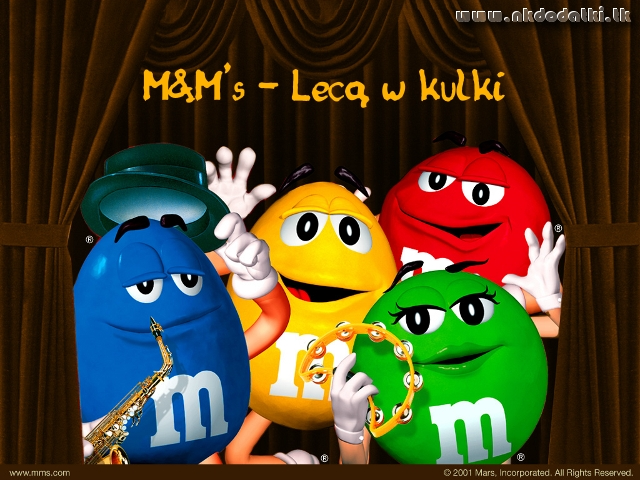 www.nkdodatki.tk
M&M's - Lecą w kulki
®
®
m
m
m
m
m
®
®
www.mms.com
© 2001 Mars, Incorporated. All Rights Reserved.